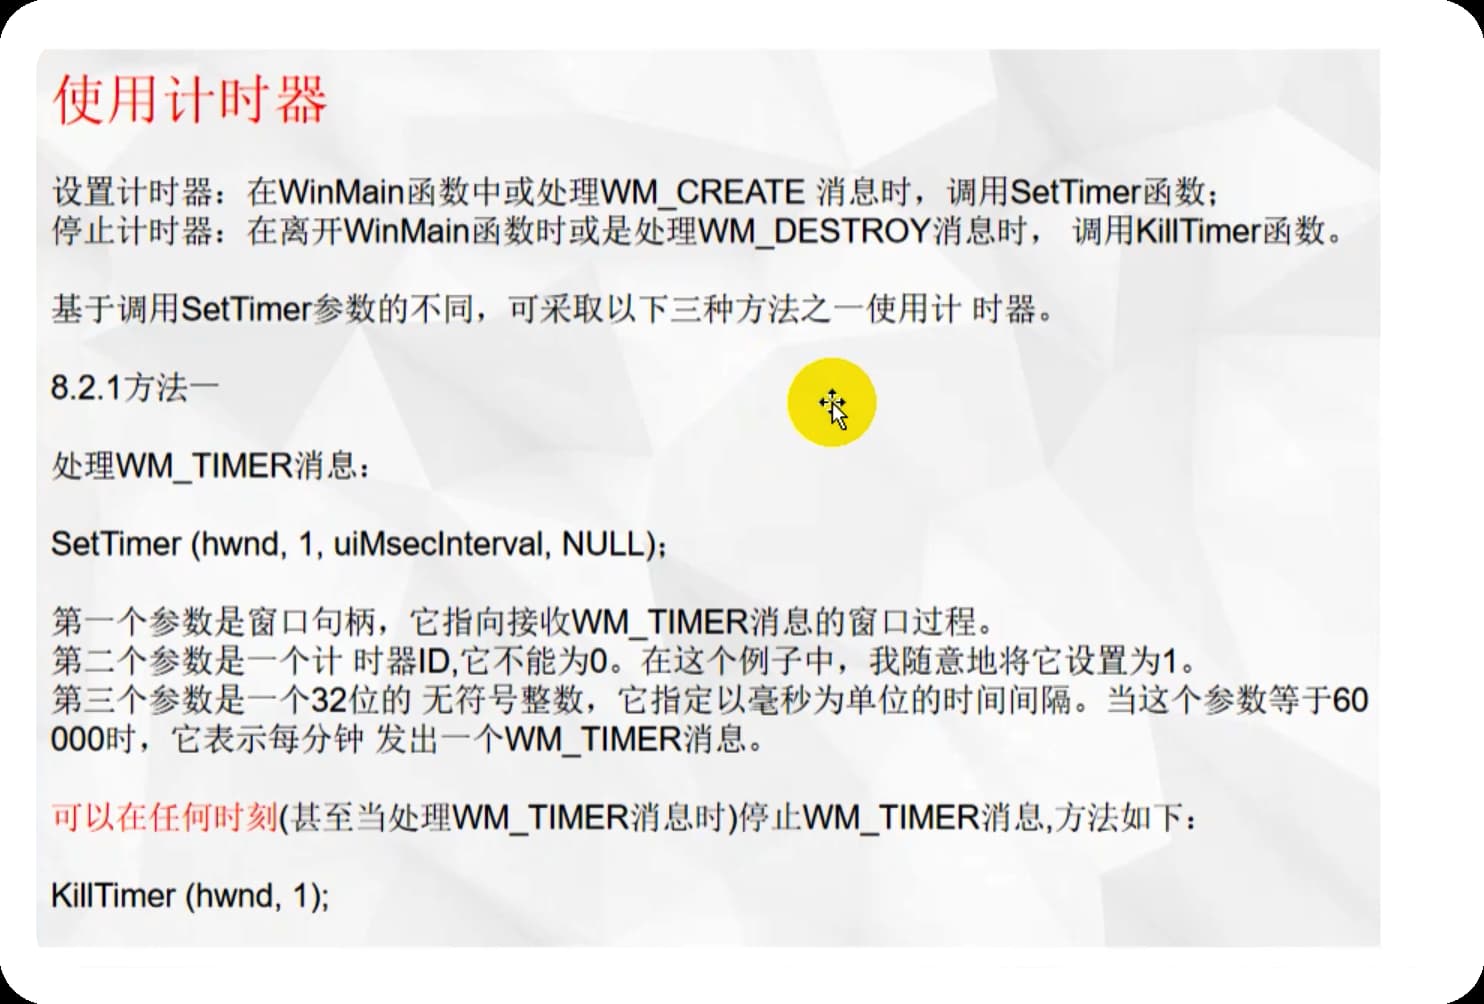 使用计时器
设置计时器：在WinMain函数中或处理WM_CREATE 消息时，调用SetTimer函数；
停止计时器：在离开WinMain函数时或是处理WM_DESTROY消息时， 调用KillTimer函数。
基于调用SetTimer参数的不同，可采取以下三种方法之一使用计 时器。
8.2.1方法一
处理WM_TIMER消息：
SetTimer (hwnd, 1, uiMsecInterval, NULL)；
第一个参数是窗口句柄，它指向接收WM_TIMER消息的窗口过程。
第二个参数是一个计 时器ID,它不能为0。在这个例子中，我随意地将它设置为1。
第三个参数是一个32位的 无符号整数，它指定以毫秒为单位的时间间隔。当这个参数等于60
000时，它表示每分钟 发出一个WM_TIMER消息。
可以在任何时刻(甚至当处理WM_TIMER消息时)停止WM_TIMER消息,方法如下：
KillTimer (hwnd, 1);